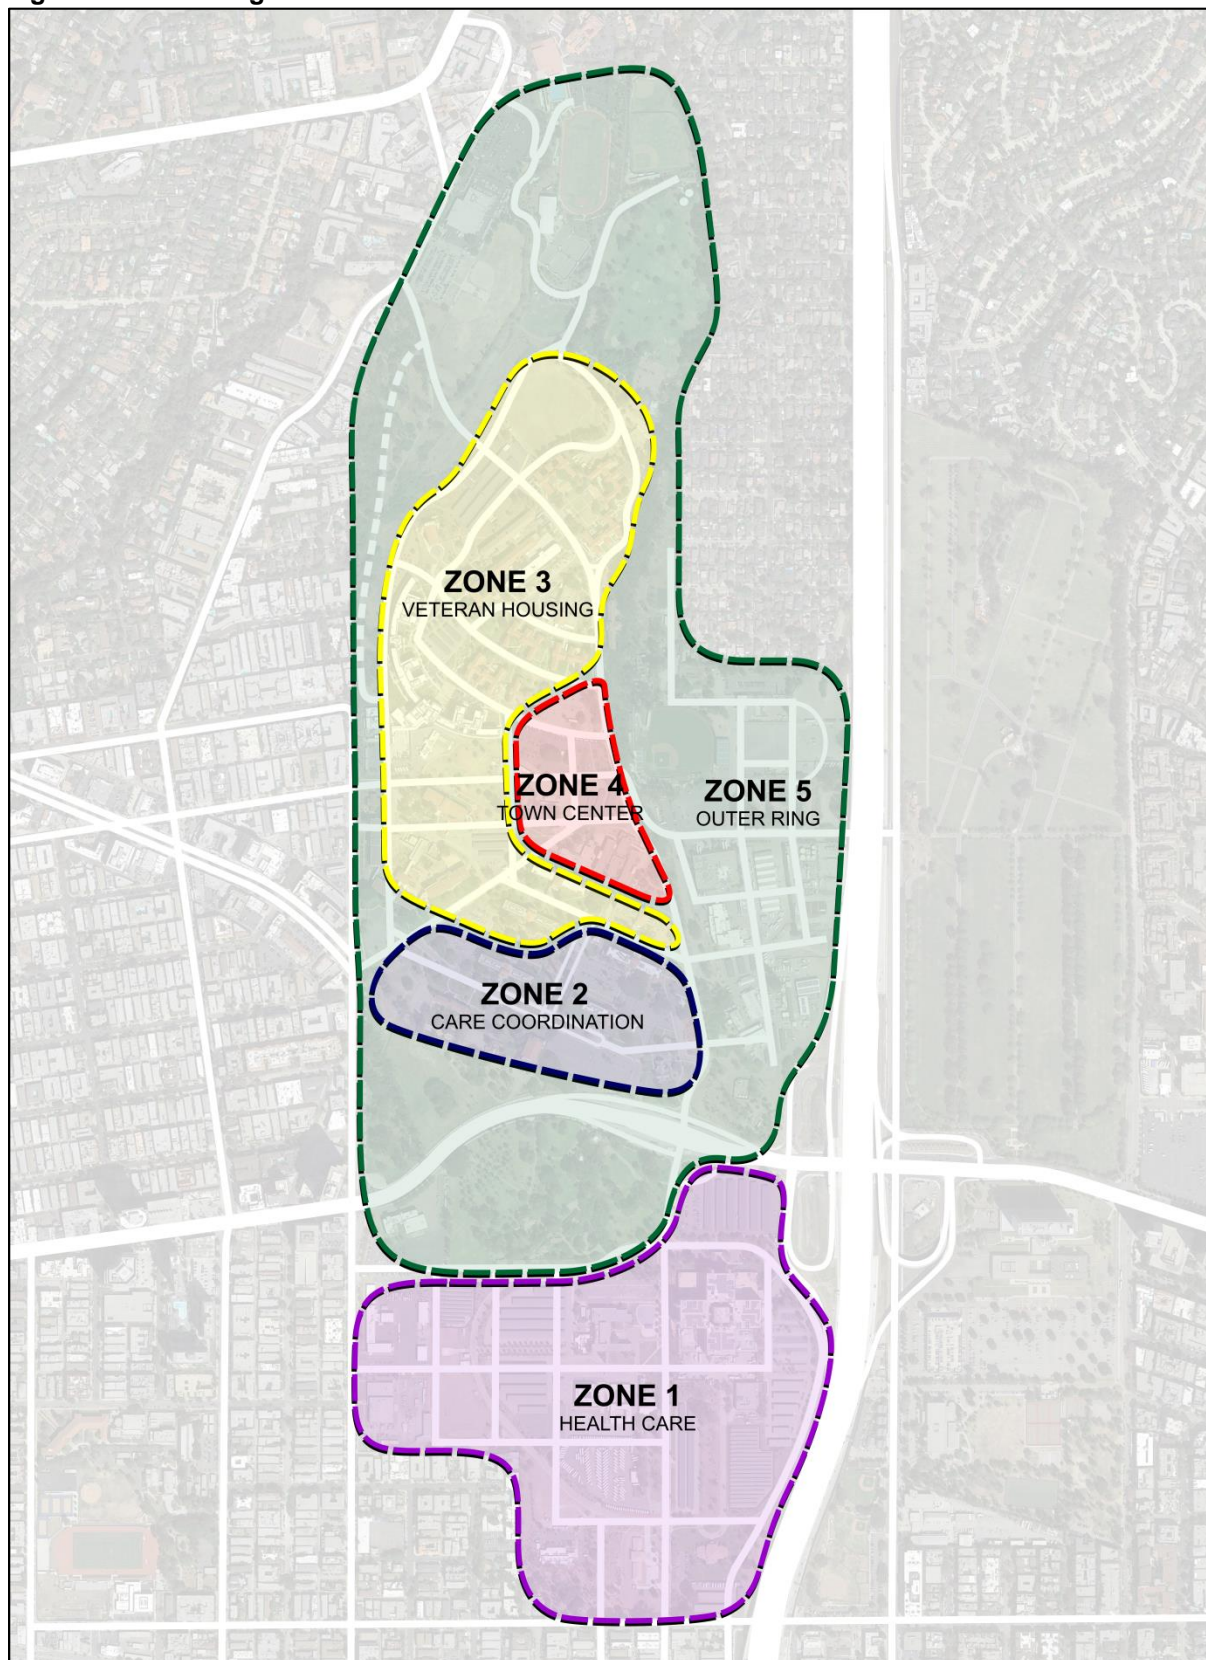 ZONE 3
VETERAN HOUSING
ZONE 4
TOWN CENTER
ZONE 5
OUTER RING
ZONE 2
CARE COORDINATION
ZONE 1
HEALTH CARE